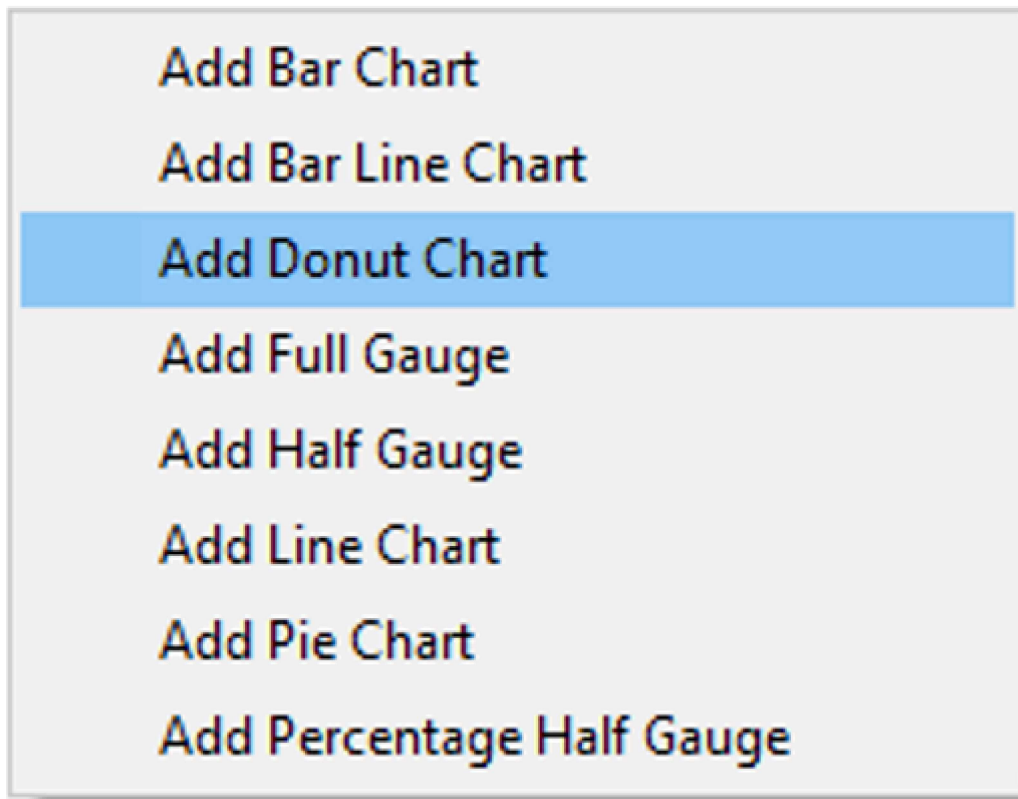 Add Bar Chart
Add Bar Line Chart
Add Donut Chart
Add Full Gauge
Add Half Gauge
Add Line Chart
Add Pie Chart
Add Percentage Half Gauge